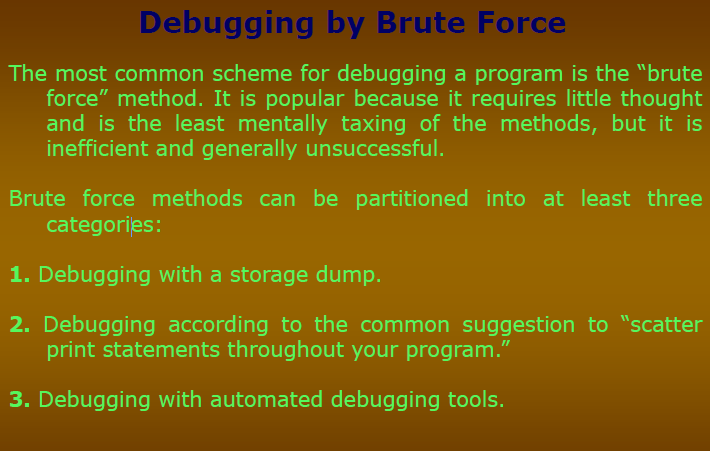 Debugging by Brute Force
The most common scheme for debugging a program is the “brute
force” method. It is popular because it requires little thought
and is the least mentally taxing of the methods, but it is
inefficient and generally unsuccessful.
Brute force methods can be partitioned into at least three
categories:
1. Debugging with a storage dump.
2. Debugging according to the common suggestion to “scatter
print statements throughout your program.”
3. Debugging with automated debugging tools.